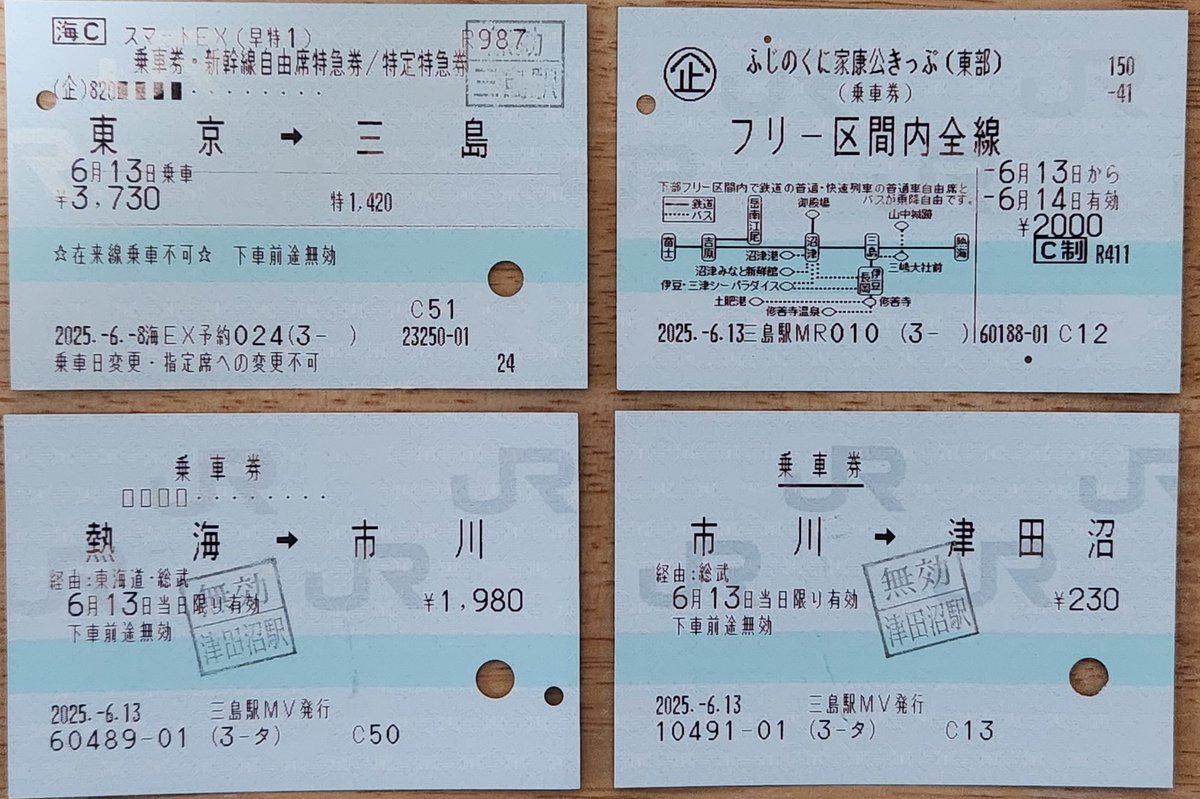 海C スマートEX(早特1) R987
乗車券・新幹線自由席特急券/特定特急券
(企)820
無効
三島駅
東京 → 三島
6月13日乗車
¥3,730 特1,420
☆在来線乗車不可☆ 下車前途無効
C51
2025.-6.-8海EX予約024(3- ) 23250-01
乗車日変更・指定席への変更不可 24
企 ふじのくに家康公きっぷ(東部) 150
(乗車券) -41
フリー区間内全線
-6月13日から
-6月14日有効
¥2000
C制 R411
下部フリー区間内で鉄道の普通・快速列車の普通車自由席と
バスが乗降自由です。
鉄道
バス
岳南江尾
御殿場
山中城跡
富士 吉原 沼津 三島 熱海
沼津港
三嶋大社前
沼津みなと新鮮館
伊豆長岡
伊豆・三津シーパラダイス
土肥港 修善寺
修善寺温泉
2025.-6.13三島駅MR010 (3- ) 60188-01 C12
乗車券
□□□□・・・・・・・・
熱海 → 市川
経由:東海道・総武
6月13日当日限り有効 ¥1,980
下車前途無効
無効
津田沼駅
2025.-6.13 三島駅MV発行
60489-01 (3-タ) C50
乗車券
市川 → 津田沼
経由:総武
6月13日当日限り有効 ¥230
下車前途無効
無効
津田沼駅
2025.-6.13 三島駅MV発行
10491-01 (3-タ) C13